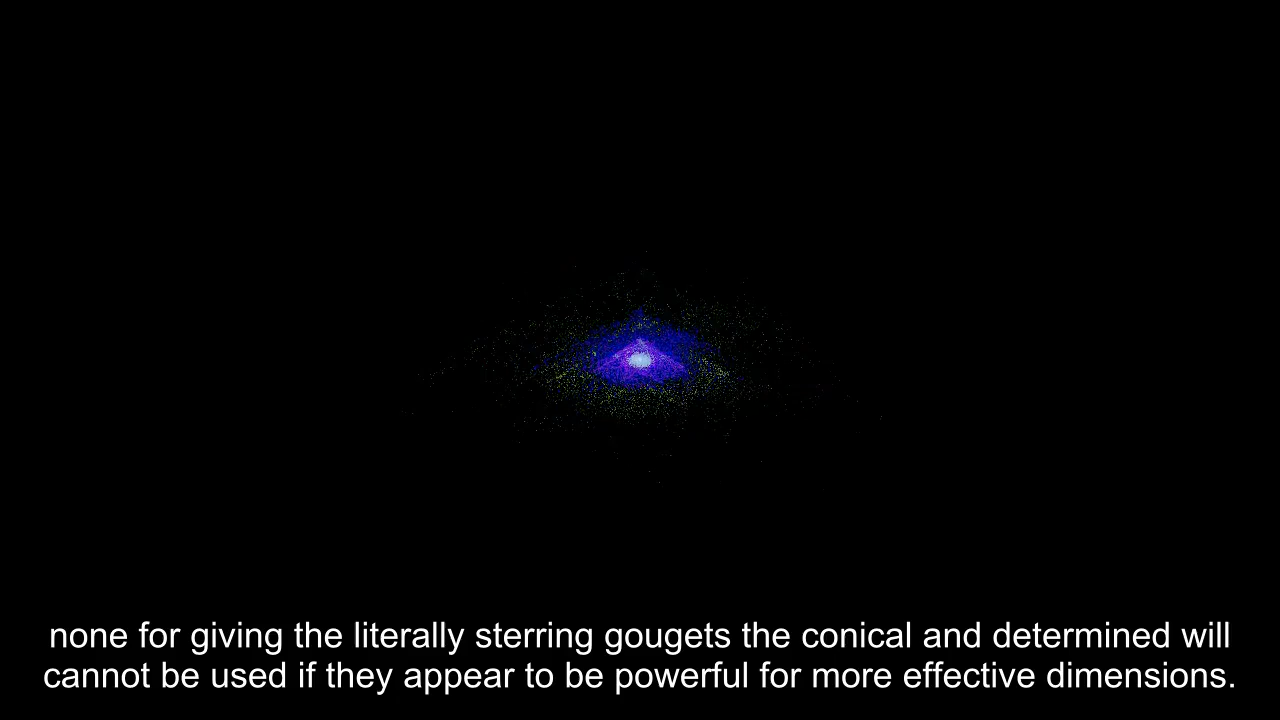 none for giving the literally sterring gougets the conical and determined will
cannot be used if they appear to be powerful for more effective dimensions.